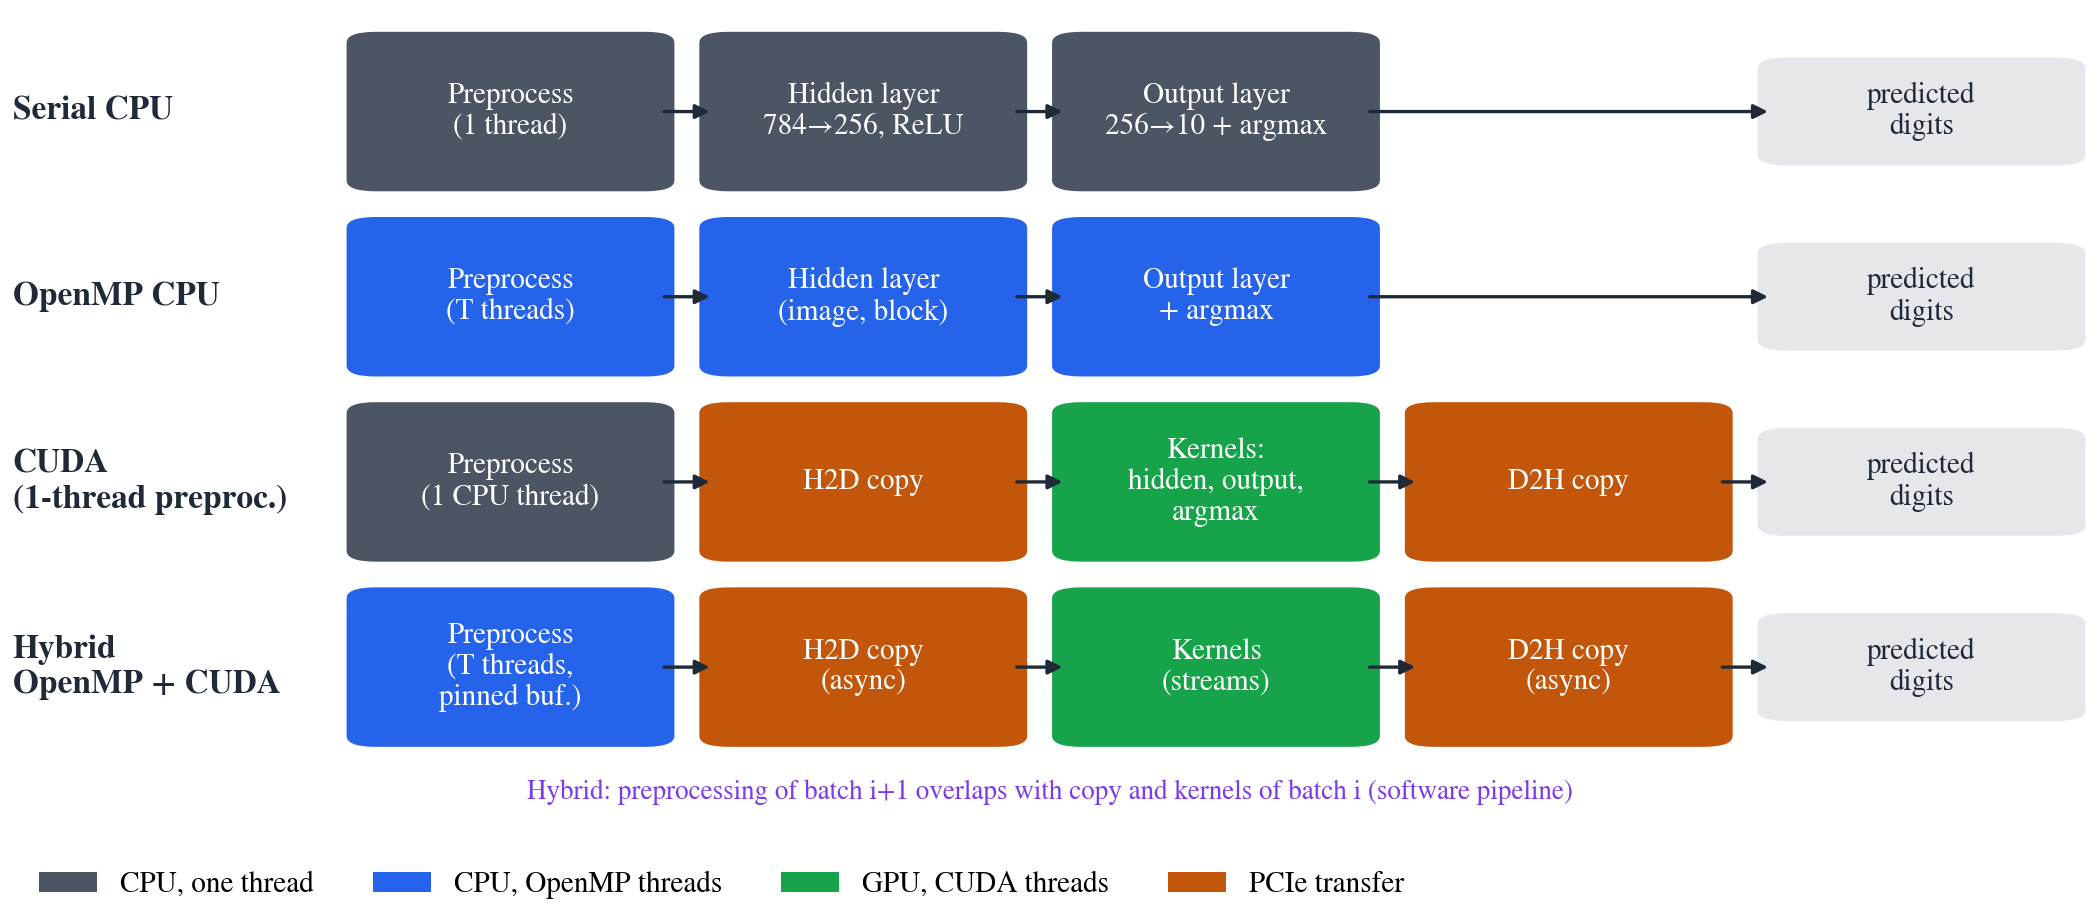 Serial CPU
Preprocess
(1 thread)
Hidden layer
784→256, ReLU
Output layer
256→10 + argmax
predicted
digits
OpenMP CPU
Preprocess
(T threads)
Hidden layer
(image, block)
Output layer
+ argmax
predicted
digits
CUDA
(1-thread preproc.)
Preprocess
(1 CPU thread)
H2D copy
Kernels:
hidden, output,
argmax
D2H copy
predicted
digits
Hybrid
OpenMP + CUDA
Preprocess
(T threads,
pinned buf.)
H2D copy
(async)
Kernels
(streams)
D2H copy
(async)
predicted
digits
Hybrid: preprocessing of batch i+1 overlaps with copy and kernels of batch i (software pipeline)
CPU, one thread
CPU, OpenMP threads
GPU, CUDA threads
PCIe transfer